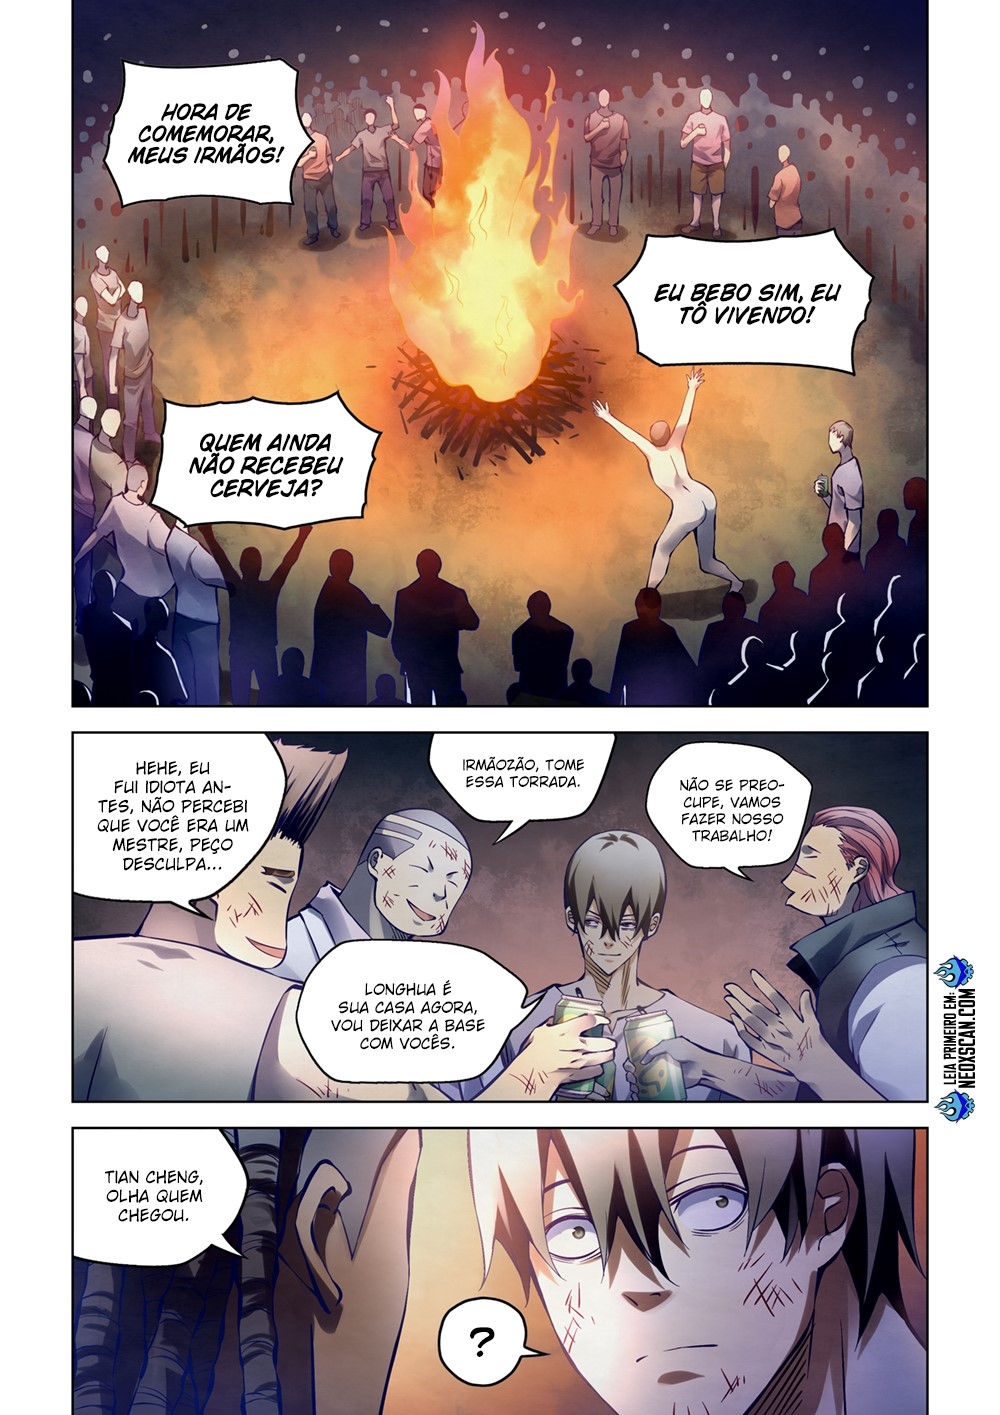 HORA DE
COMEMORAR,
MEUS IRMÃOS!
EU BEBO SIM, EU
TÔ VIVENDO!
QUEM AINDA
NÃO RECEBEU
CERVEJA?
HEHE, EU
FUI IDIOTA AN-
TES, NÃO PERCEBI
QUE VOCÊ ERA UM
MESTRE, PEÇO
DESCULPA...
IRMÃOZÃO, TOME
ESSA TORRADA.
NÃO SE PREO-
CUPE, VAMOS
FAZER NOSSO
TRABALHO!
LONGHUA É
SUA CASA AGORA,
VOU DEIXAR A BASE
COM VOCÊS.
LEIA PRIMEIRO EM:
NEOXSCAN.COM
TIAN CHENG,
OLHA QUEM
CHEGOU.
?